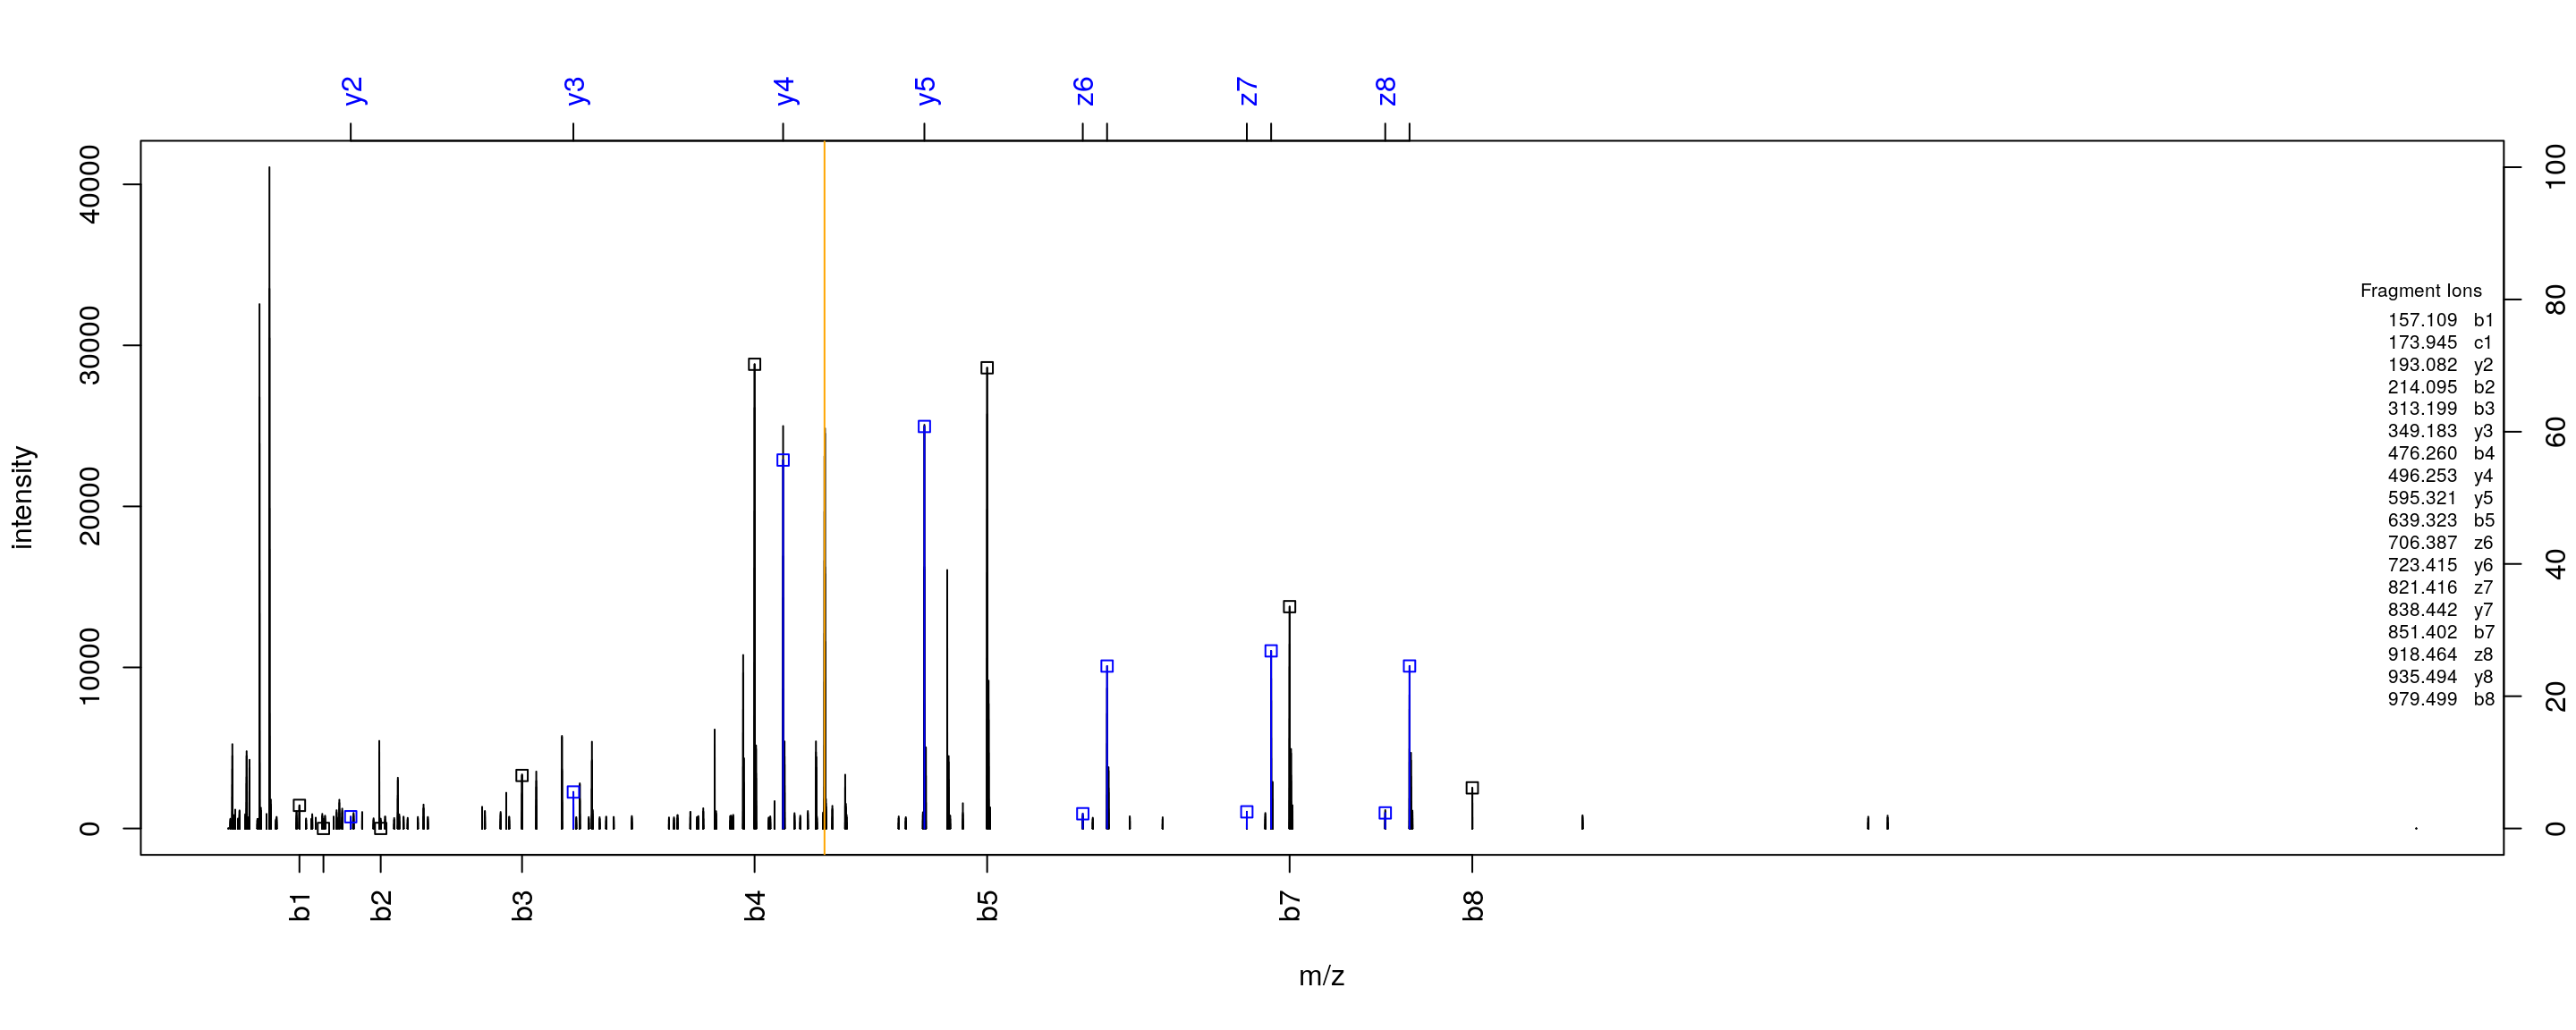 y2 y3 y4 y5 z6 z7 z8
40000
30000
20000
10000
0
intensity
100
80
60
40
20
0
Fragment Ions
157.109 b1
173.945 c1
193.082 y2
214.095 b2
313.199 b3
349.183 y3
476.260 b4
496.253 y4
595.321 y5
639.323 b5
706.387 z6
723.415 y6
821.416 z7
838.442 y7
851.402 b7
918.464 z8
935.494 y8
979.499 b8
b1 b2 b3 b4 b5 b7 b8
m/z